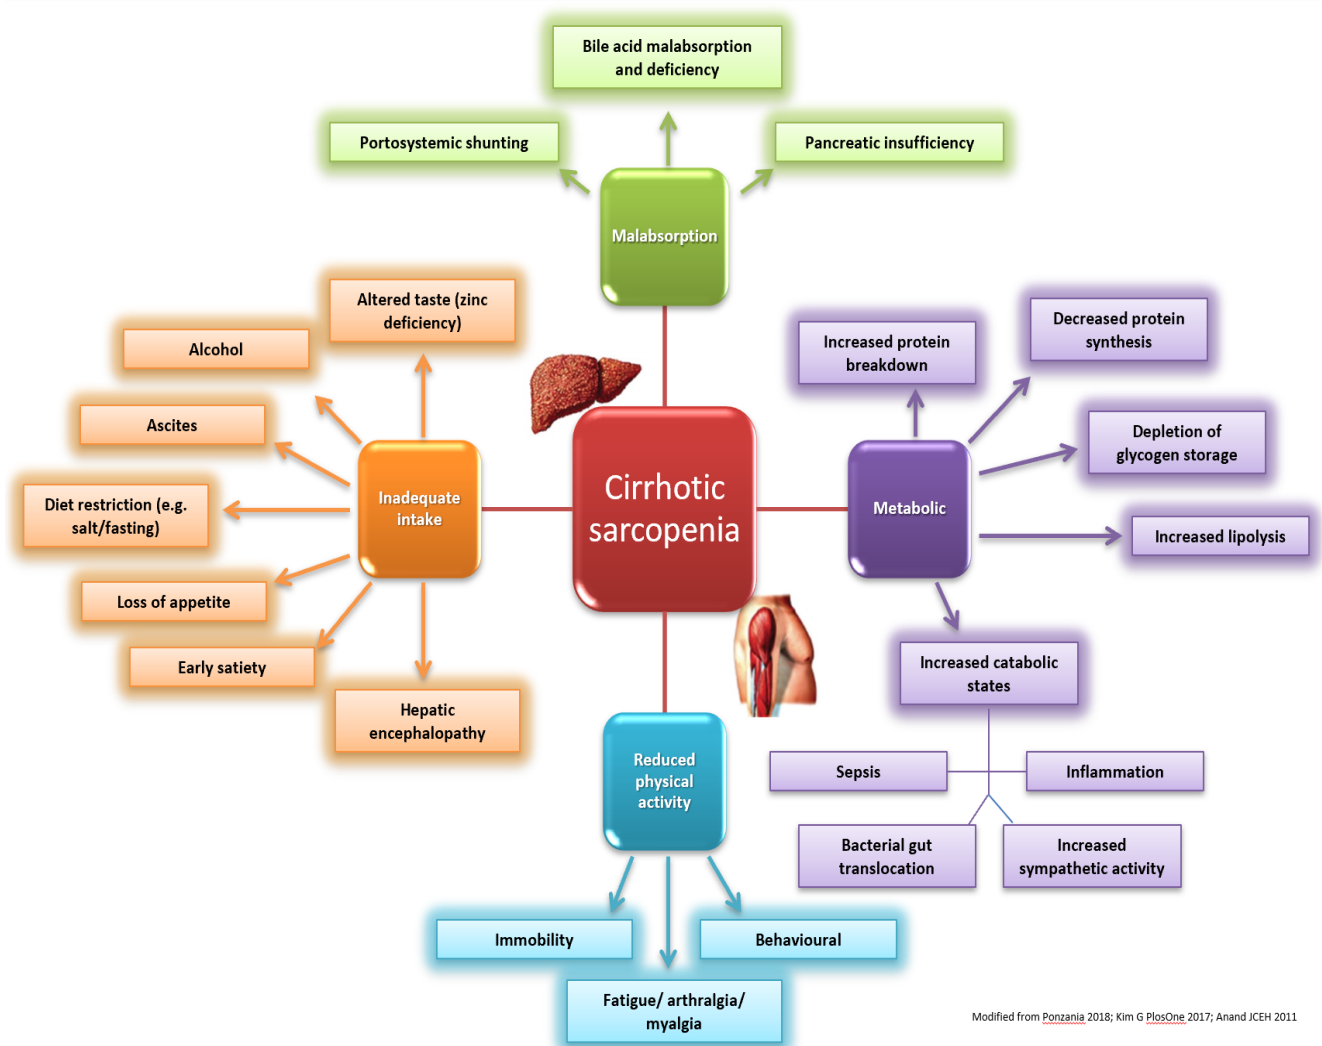 Bile acid malabsorption
and deficiency
Portosystemic shunting
Pancreatic insufficiency
Malabsorption
Altered taste (zinc
deficiency)
Alcohol
Ascites
Diet restriction (e.g.
salt/fasting)
Loss of appetite
Early satiety
Hepatic
encephalopathy
Inadequate
intake
Cirrhotic
sarcopenia
Metabolic
Increased protein
breakdown
Decreased protein
synthesis
Depletion of
glycogen storage
Increased lipolysis
Increased catabolic
states
Sepsis
Inflammation
Bacterial gut
translocation
Increased
sympathetic activity
Reduced
physical
activity
Immobility
Behavioural
Fatigue/ arthralgia/
myalgia
Modified from Ponzania 2018; Kim G PlosOne 2017; Anand JCEH 2011